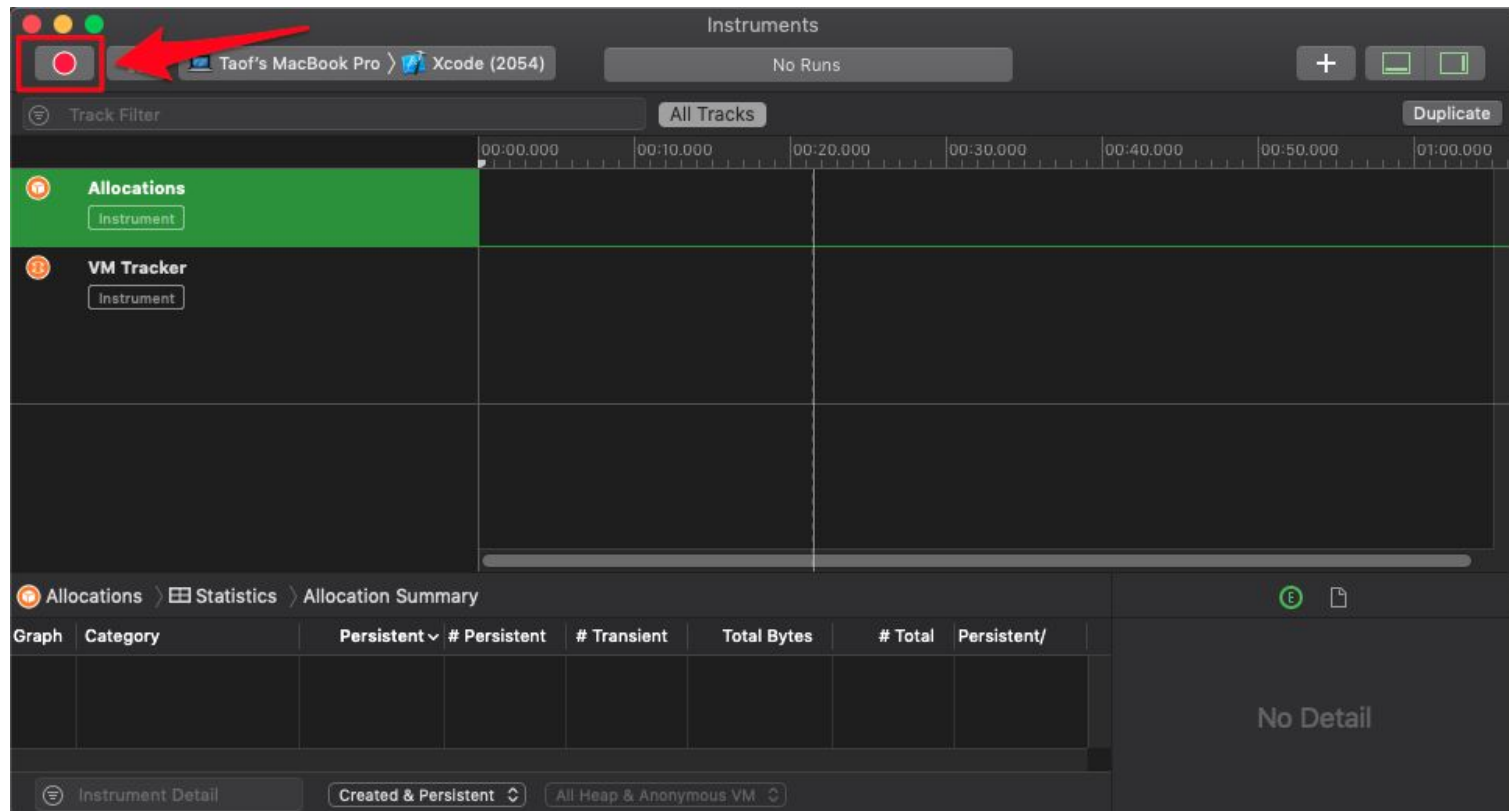 Instruments
Taof's MacBook Pro 〉 Xcode (2054)
No Runs
Track Filter
All Tracks
Duplicate
00:00.000 00:10.000 00:20.000 00:30.000 00:40.000 00:50.000 01:00.000
Allocations
Instrument
VM Tracker
Instrument
Allocations 〉 Statistics 〉 Allocation Summary
E
Graph Category Persistent # Persistent # Transient Total Bytes # Total Persistent/
No Detail
Instrument Detail
Created & Persistent
All Heap & Anonymous VM